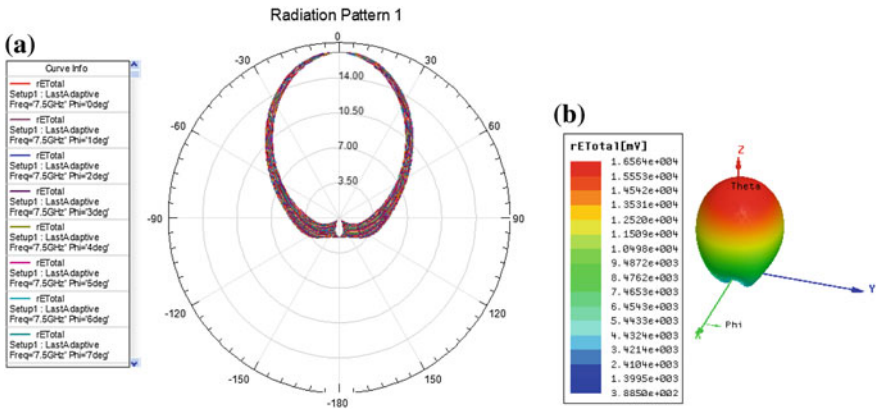 Radiation Pattern 1
(a)
Curve Info
rETotal
Setup1 : LastAdaptive
Freq='7.5GHz' Phi='0deg'
rETotal
Setup1 : LastAdaptive
Freq='7.5GHz' Phi='1deg'
rETotal
Setup1 : LastAdaptive
Freq='7.5GHz' Phi='2deg'
rETotal
Setup1 : LastAdaptive
Freq='7.5GHz' Phi='3deg'
rETotal
Setup1 : LastAdaptive
Freq='7.5GHz' Phi='4deg'
rETotal
Setup1 : LastAdaptive
Freq='7.5GHz' Phi='5deg'
rETotal
Setup1 : LastAdaptive
Freq='7.5GHz' Phi='6deg'
rETotal
Setup1 : LastAdaptive
Freq='7.5GHz' Phi='7deg'
0
-30
30
-60
60
-90
90
-120
120
-150
150
-180
14.00
10.50
7.00
3.50
(b)
rETotal[mV]
1.6564e+004
1.5553e+004
1.4542e+004
1.3531e+004
1.2520e+004
1.1509e+004
1.0498e+004
9.4872e+003
8.4762e+003
7.4653e+003
6.4543e+003
5.4433e+003
4.4324e+003
3.4214e+003
2.4104e+003
1.3995e+003
3.8850e+002
Z
Theta
Y
X
Phi